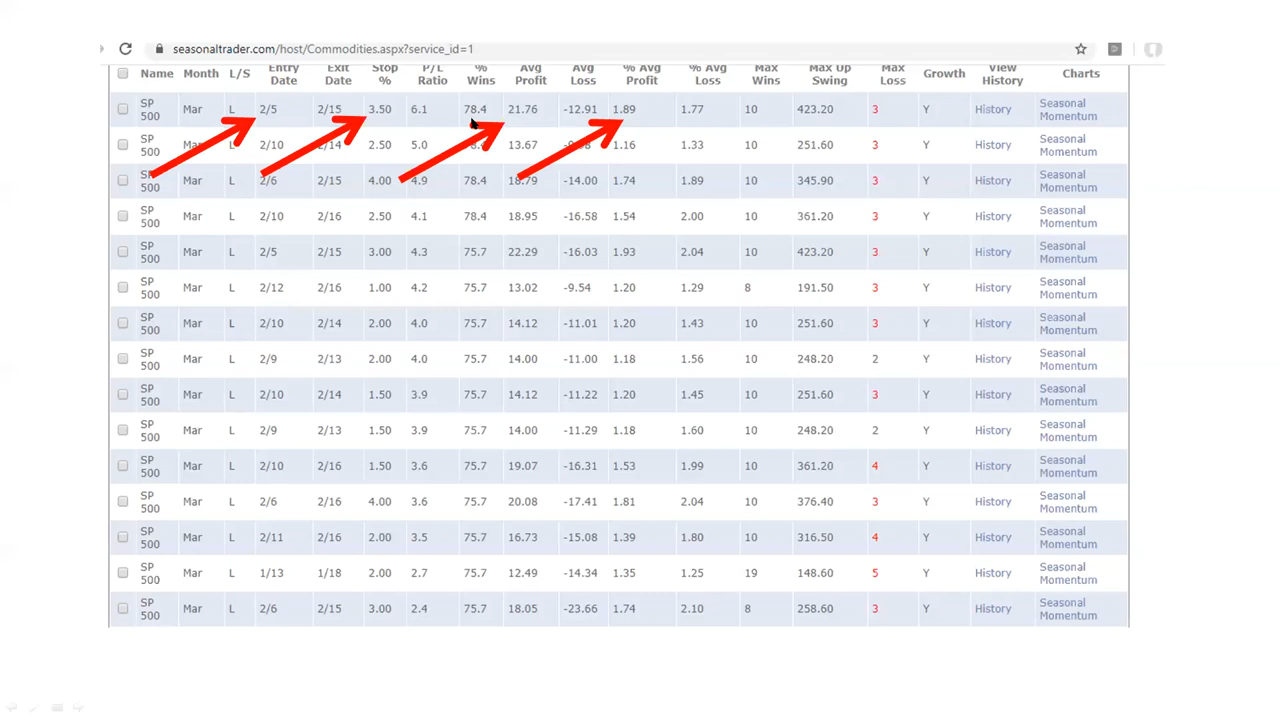 seasonaltrader.com/host/Commodities.aspx?service_id=1
Name Month L/S Entry Date Exit Date Stop % P/L Ratio % Wins Avg Profit Avg Loss % Avg Profit % Avg Loss Max Wins Max Up Swing Max Loss Growth View History Charts
SP 500 Mar L 2/5 2/15 3.50 6.1 78.4 21.76 -12.91 1.89 1.77 10 423.20 3 Y History Seasonal Momentum
SP 500 Mar L 2/10 2/14 2.50 5.0 13.67 1.16 1.33 10 251.60 3 Y History Seasonal Momentum
SP 500 Mar L 2/6 2/15 4.00 4.9 78.4 18.79 -14.00 1.74 1.89 10 345.90 3 Y History Seasonal Momentum
SP 500 Mar L 2/10 2/16 2.50 4.1 78.4 18.95 -16.58 1.54 2.00 10 361.20 3 Y History Seasonal Momentum
SP 500 Mar L 2/5 2/15 3.00 4.3 75.7 22.29 -16.03 1.93 2.04 10 423.20 3 Y History Seasonal Momentum
SP 500 Mar L 2/12 2/16 1.00 4.2 75.7 13.02 -9.54 1.20 1.29 8 191.50 3 Y History Seasonal Momentum
SP 500 Mar L 2/10 2/14 2.00 4.0 75.7 14.12 -11.01 1.20 1.43 10 251.60 3 Y History Seasonal Momentum
SP 500 Mar L 2/9 2/13 2.00 4.0 75.7 14.00 -11.00 1.18 1.56 10 248.20 2 Y History Seasonal Momentum
SP 500 Mar L 2/10 2/14 1.50 3.9 75.7 14.12 -11.22 1.20 1.45 10 251.60 3 Y History Seasonal Momentum
SP 500 Mar L 2/9 2/13 1.50 3.9 75.7 14.00 -11.29 1.18 1.60 10 248.20 2 Y History Seasonal Momentum
SP 500 Mar L 2/10 2/16 1.50 3.6 75.7 19.07 -16.31 1.53 1.99 10 361.20 4 Y History Seasonal Momentum
SP 500 Mar L 2/6 2/16 4.00 3.6 75.7 20.08 -17.41 1.81 2.04 10 376.40 3 Y History Seasonal Momentum
SP 500 Mar L 2/11 2/16 2.00 3.5 75.7 16.73 -15.08 1.39 1.80 10 316.50 4 Y History Seasonal Momentum
SP 500 Mar L 1/13 1/18 2.00 2.7 75.7 12.49 -14.34 1.35 1.25 19 148.60 5 Y History Seasonal Momentum
SP 500 Mar L 2/6 2/15 3.00 2.4 75.7 18.05 -23.66 1.74 2.10 8 258.60 3 Y History Seasonal Momentum